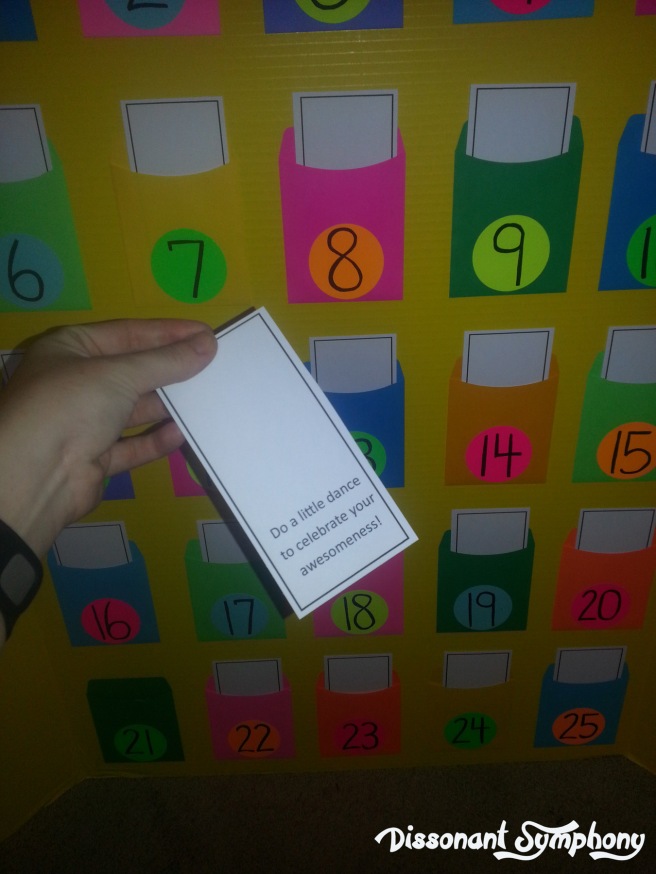 6 7 8 9
Do a little dance
to celebrate your
awesomeness!
14 15
16 17 18 19 20
21 22 23 24 25
Dissonant Symphony